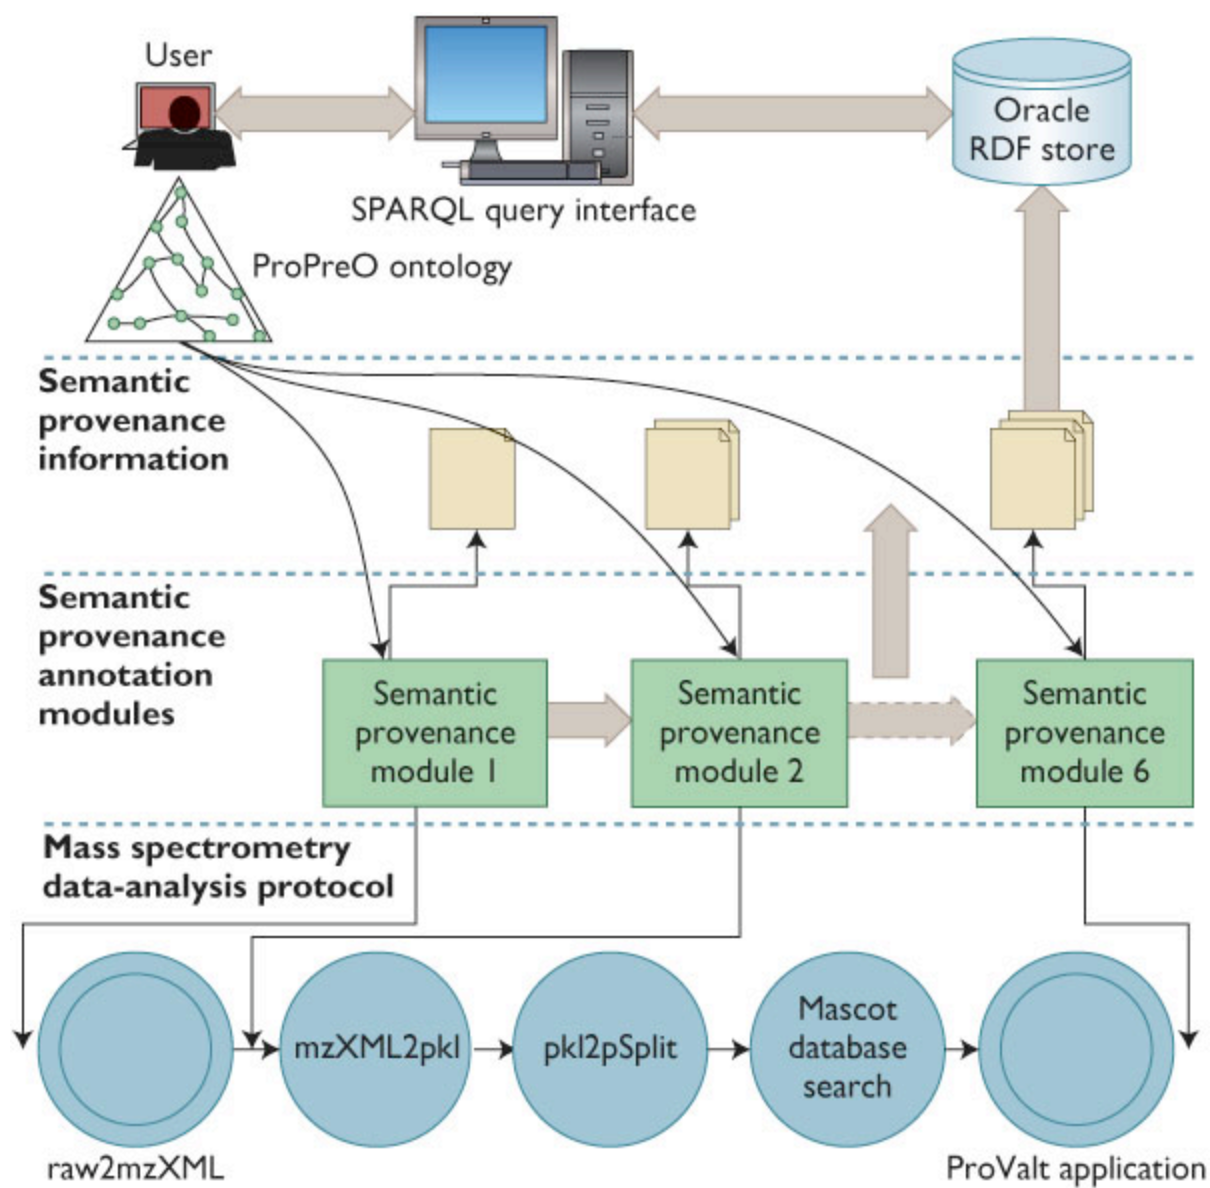 User
Oracle
RDF store
SPARQL query interface
ProPreO ontology
Semantic
provenance
information
Semantic
provenance
annotation
modules
Semantic
provenance
module 1
Semantic
provenance
module 2
Semantic
provenance
module 6
Mass spectrometry
data-analysis protocol
raw2mzXML
mzXML2pkl
pkl2pSplit
Mascot
database
search
ProValt application